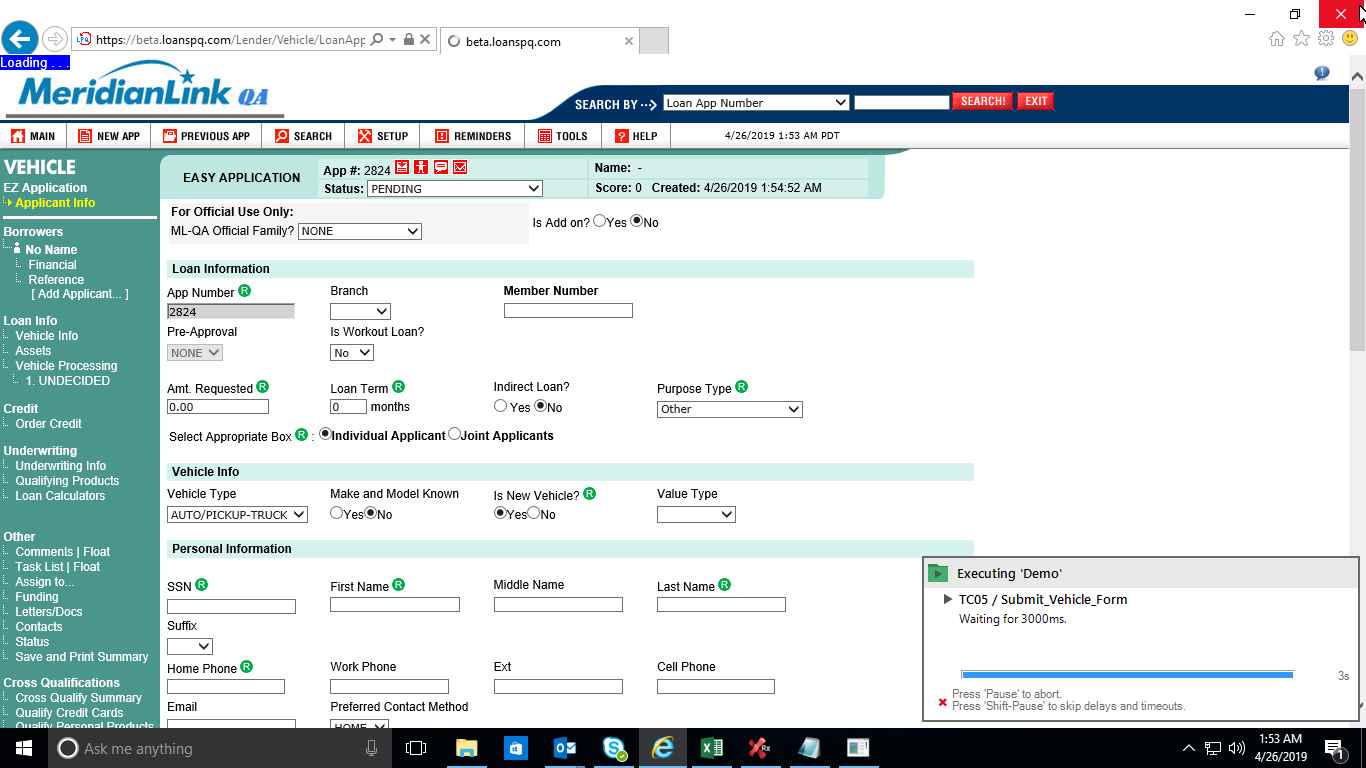 https://beta.loanspq.com/Lender/Vehicle/LoanApp
beta.loanspq.com
Loading . . .
MeridianLink QA
SEARCH BY ···> Loan App Number SEARCH! EXIT
MAIN NEW APP PREVIOUS APP SEARCH SETUP REMINDERS TOOLS HELP 4/26/2019 1:53 AM PDT
VEHICLE
EZ Application
Applicant Info
Borrowers
No Name
Financial
Reference
[ Add Applicant... ]
Loan Info
Vehicle Info
Assets
Vehicle Processing
1. UNDECIDED
Credit
Order Credit
Underwriting
Underwriting Info
Qualifying Products
Loan Calculators
Other
Comments | Float
Task List | Float
Assign to...
Funding
Letters/Docs
Contacts
Status
Save and Print Summary
Cross Qualifications
Cross Qualify Summary
Qualify Credit Cards
Qualify Personal Products
EASY APPLICATION
App #: 2824
Status: PENDING
Name: -
Score: 0 Created: 4/26/2019 1:54:52 AM
For Official Use Only:
ML-QA Official Family? NONE
Is Add on? Yes No
Loan Information
App Number R Branch Member Number
2824
Pre-Approval Is Workout Loan?
NONE No
Amt. Requested R Loan Term R Indirect Loan? Purpose Type R
0.00 0 months Yes No Other
Select Appropriate Box R : Individual Applicant Joint Applicants
Vehicle Info
Vehicle Type Make and Model Known Is New Vehicle? R Value Type
AUTO/PICKUP-TRUCK Yes No Yes No
Personal Information
SSN R First Name R Middle Name Last Name R
Suffix
Home Phone R Work Phone Ext Cell Phone
Email Preferred Contact Method
HOME
Executing 'Demo'
TC05 / Submit_Vehicle_Form
Waiting for 3000ms.
3s
Press 'Pause' to abort.
Press 'Shift-Pause' to skip delays and timeouts.
Ask me anything
1:53 AM
4/26/2019
1